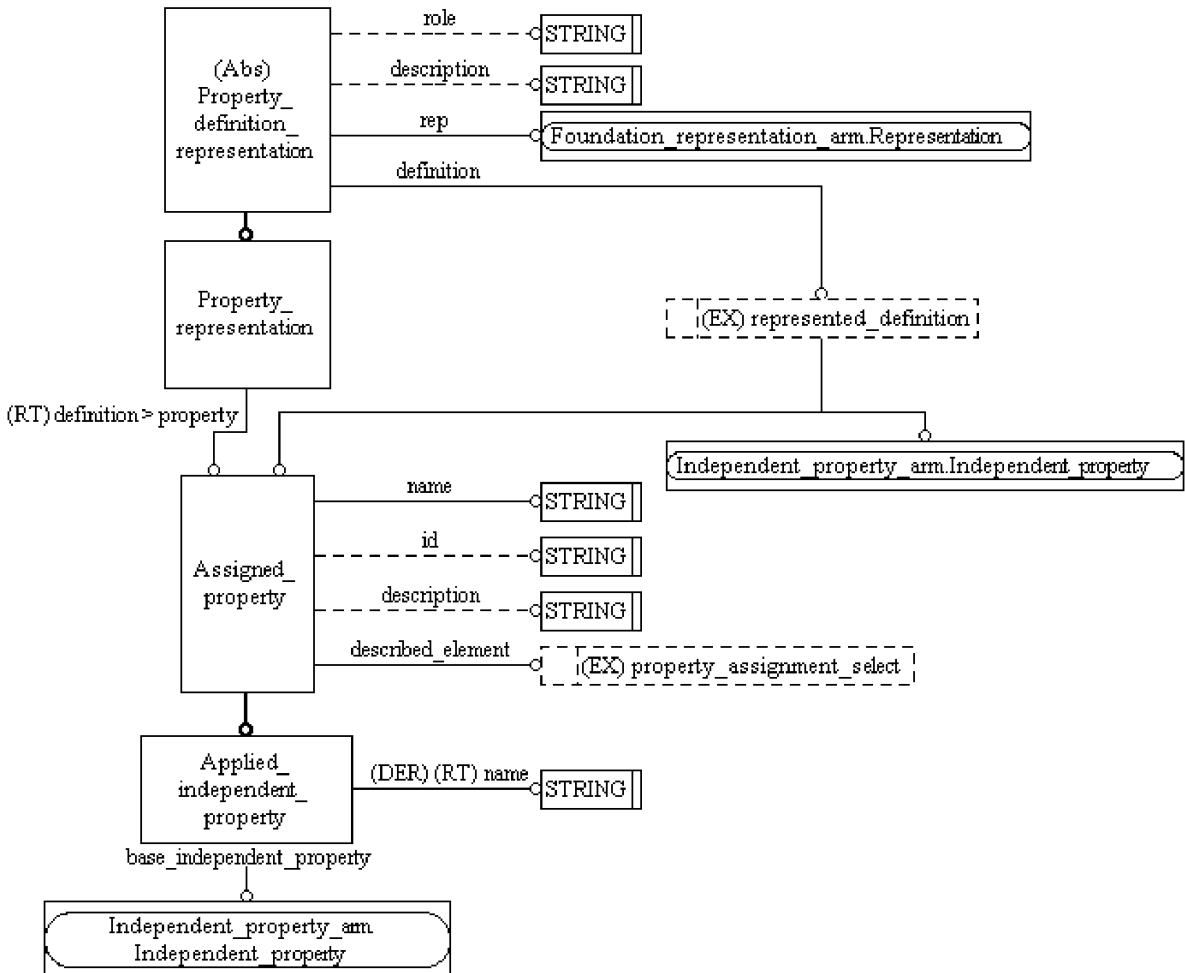 role
STRING
(Abs)
Property_
definition_
representation
description
STRING
rep
Foundation_representation_arm.Representation
definition
Property_
representation
(EX) represented_definition
(RT) definition > property
Independent_property_arm.Independent_property
name
STRING
id
STRING
Assigned_
property
description
STRING
described_element
(EX) property_assignment_select
Applied_
independent_
property
(DER) (RT) name
STRING
base_independent_property
Independent_property_arm
Independent_property